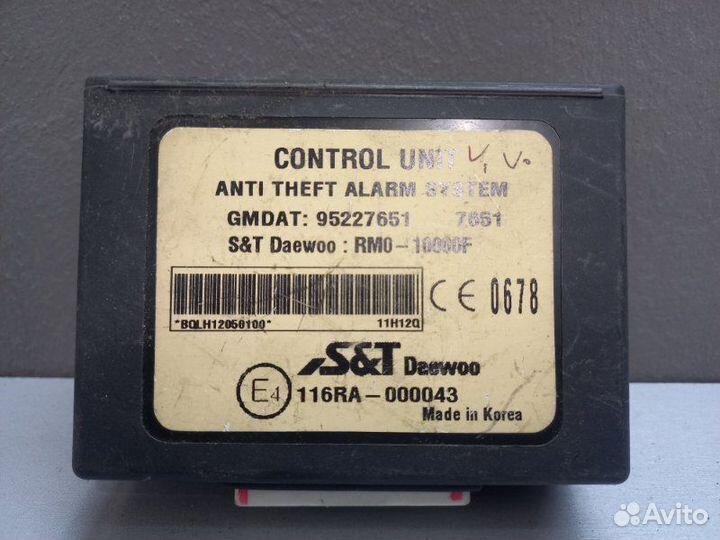 CONTROL UNIT
ANTI THEFT ALARM SYSTEM
GMDAT: 95227651 7651
S&T Daewoo : RM0-10000F
*BQLH12050100* 11H12Q
CE 0678
S&T Daewoo
E4 116RA-000043
Made in Korea
Avito